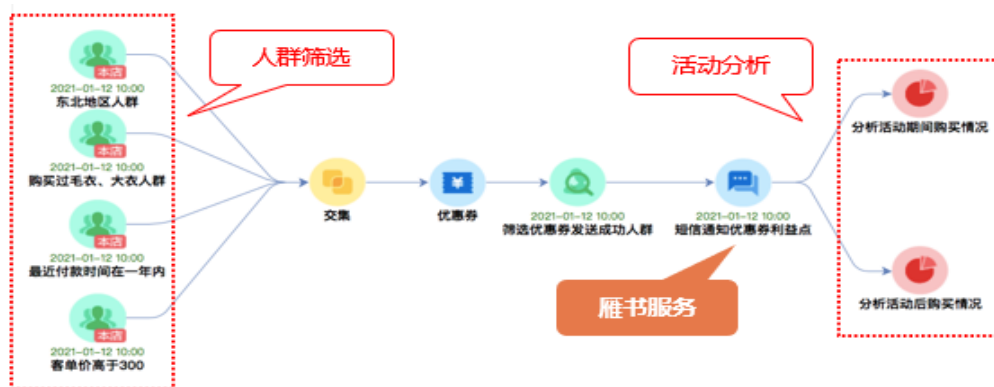 人群筛选
本店
2021-01-12 10:00
东北地区人群
本店
2021-01-12 10:00
购买过毛衣、大衣人群
本店
2021-01-12 10:00
最近付款时间在一年内
本店
2021-01-12 10:00
客单价高于300
交集
¥
优惠券
2021-01-12 10:00
筛选优惠券发送成功人群
2021-01-12 10:00
短信通知优惠券利益点
雁书服务
活动分析
分析活动期间购买情况
分析活动后购买情况